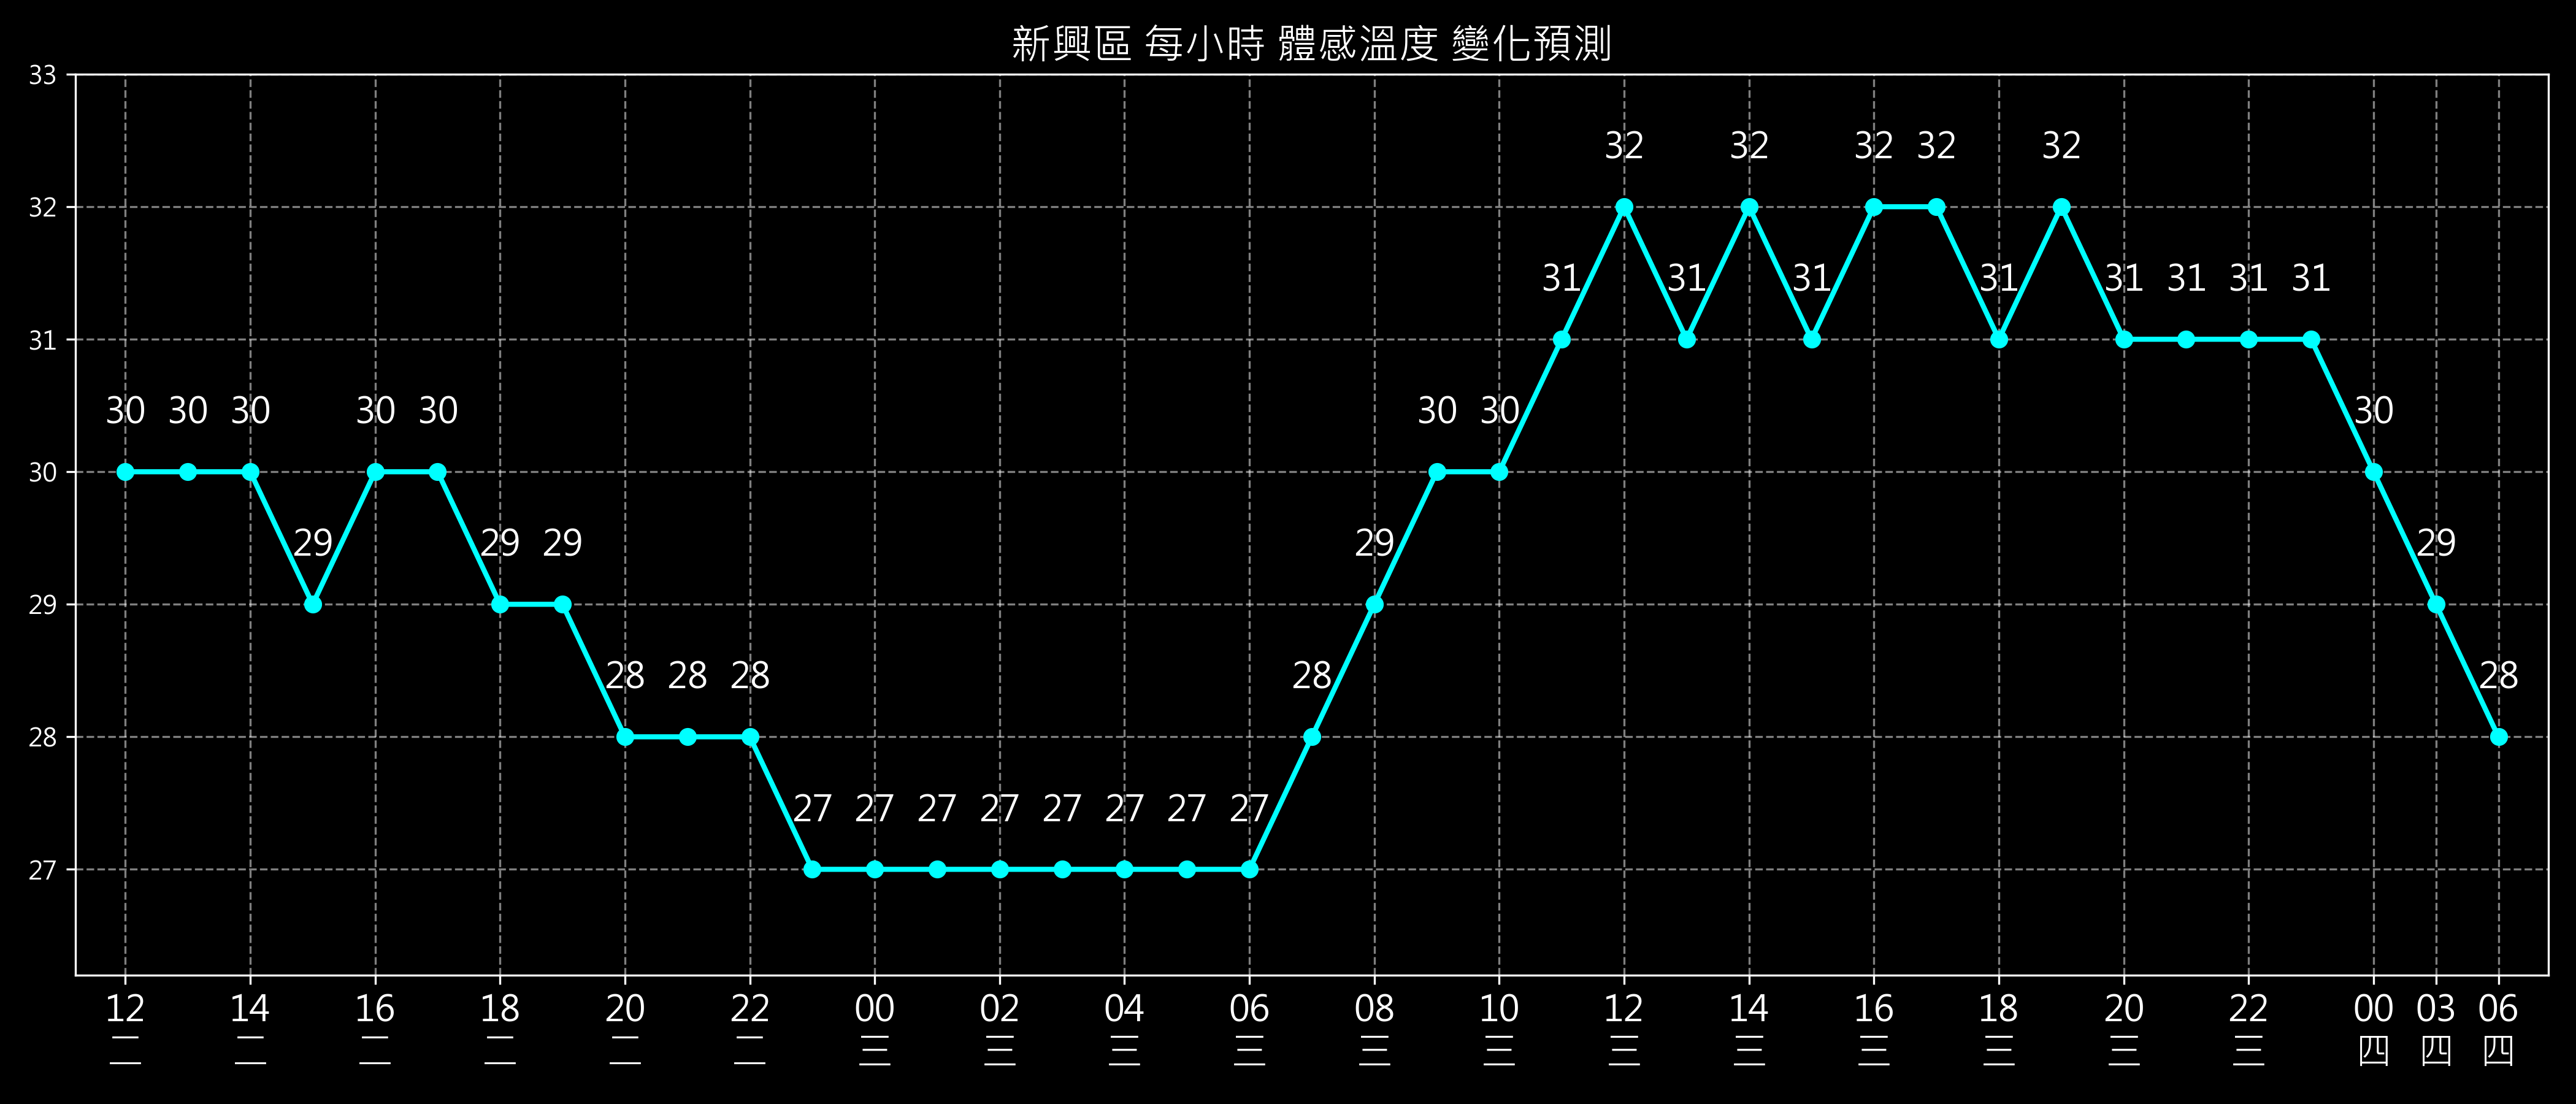 新興區 每小時 體感溫度 變化預測
33
32 32 32 32 32
32
31 31 31 31 31 31 31 31
31
30 30 30 30 30 30 30 30
30
29 29 29 29 29
29
28 28 28 28 28
28
27 27 27 27 27 27 27 27
27
12 14 16 18 20 22 00 02 04 06 08 10 12 14 16 18 20 22 00 03 06
二 二 二 二 二 二 三 三 三 三 三 三 三 三 三 三 三 三 四 四 四